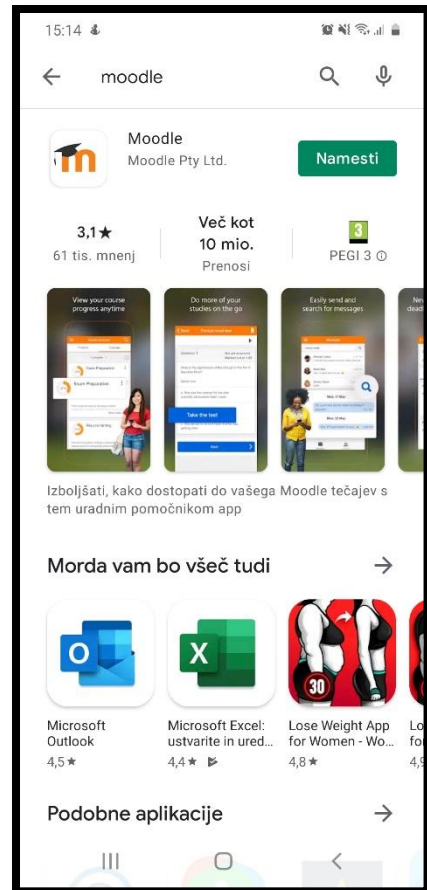 15:14
moodle
Moodle
Moodle Pty Ltd.
Namesti
3,1★
61 tis. mnenj
Več kot
10 mio.
Prenosi
3
PEGI 3
View your course
progress anytime
Do more of your
studies on the go
Take the test
Easily send and
search for messages
Izboljšati, kako dostopati do vašega Moodle tečajev s
tem uradnim pomočnikom app
Morda vam bo všeč tudi
Microsoft
Outlook
4,5★
Microsoft Excel:
ustvarite in ured...
4,4★
30
Lose Weight App
for Women - Wo...
4,8★
Podobne aplikacije